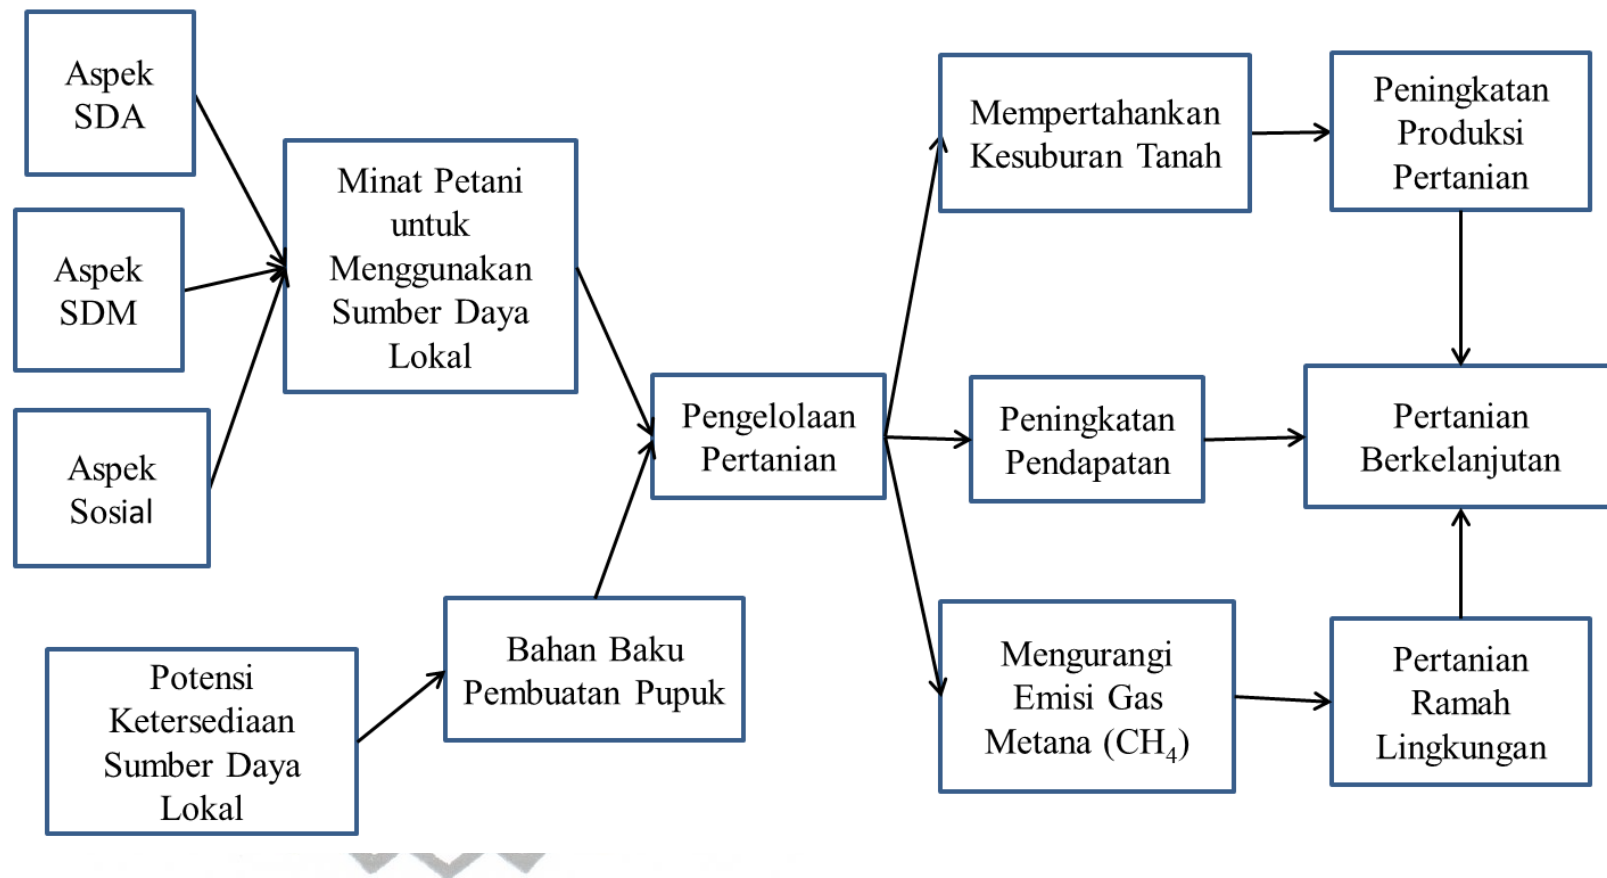 Aspek
SDA
Aspek
SDM
Aspek
Sosial
Minat Petani
untuk
Menggunakan
Sumber Daya
Lokal
Potensi
Ketersediaan
Sumber Daya
Lokal
Bahan Baku
Pembuatan Pupuk
Pengelolaan
Pertanian
Mempertahankan
Kesuburan Tanah
Peningkatan
Pendapatan
Mengurangi
Emisi Gas
Metana (CH₄)
Peningkatan
Produksi
Pertanian
Pertanian
Berkelanjutan
Pertanian
Ramah
Lingkungan